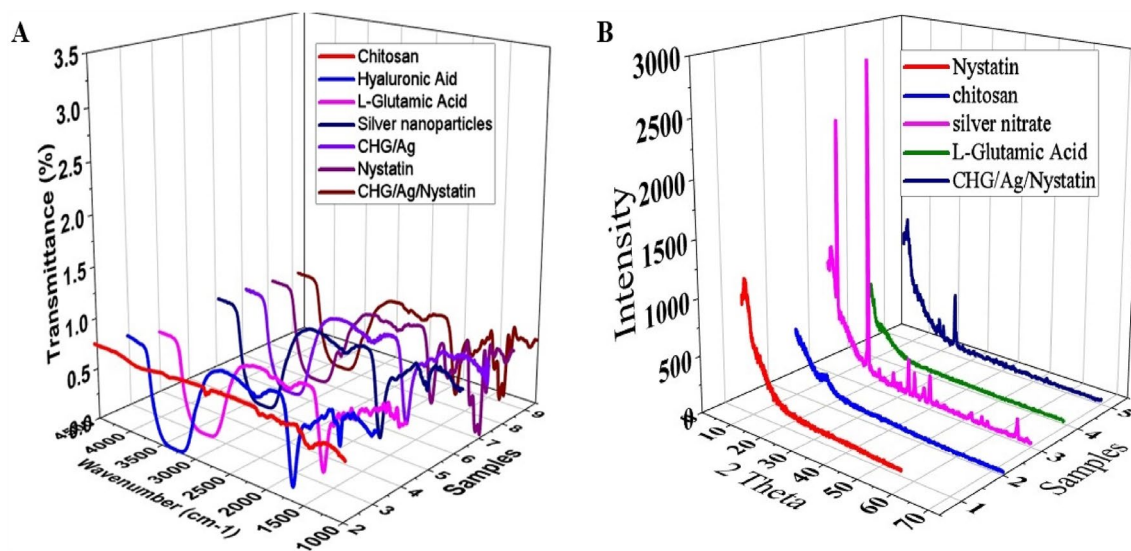 A
Transmittance (%)
3.5
3.0
2.5
2.0
1.5
1.0
0.5
0.0
Chitosan
Hyaluronic Aid
L-Glutamic Acid
Silver nanoparticles
CHG/Ag
Nystatin
CHG/Ag/Nystatin
4000
3500
3000
2500
2000
1500
1000
Wavenumber (cm-1)
2
3
4
5
6
7
8
9
Samples
B
Intensity
3000
2500
2000
1500
1000
500
0
Nystatin
chitosan
silver nitrate
L-Glutamic Acid
CHG/Ag/Nystatin
0
10
20
30
40
50
60
70
2 Theta
1
2
3
4
Samples